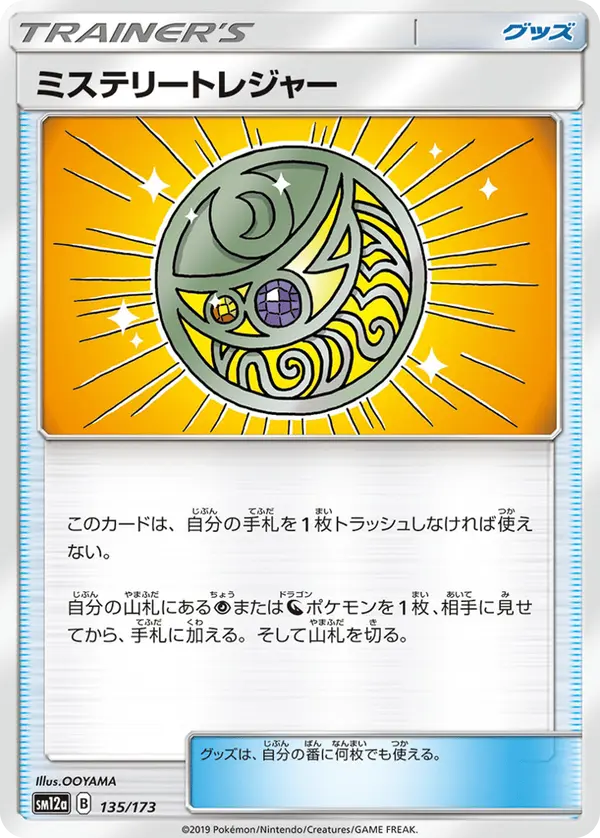 TRAINER'S
グッズ
ミステリートレジャー
このカードは、自分の手札を1枚トラッシュしなければ使え
ない。
自分の山札にある超またはポケモンを1枚、相手に見せ
てから、手札に加える。そして山札を切る。
グッズは、自分の番に何枚でも使える。
Illus.OOYAMA
sm12a B 135/173
©2019 Pokémon/Nintendo/Creatures/GAME FREAK.